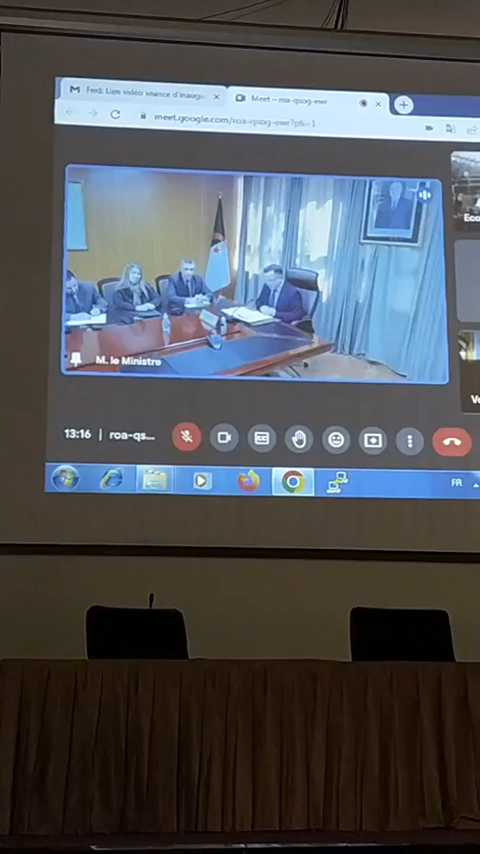 Fwd: Lien vidéo séance d'inaugu
Meet – roa-qsog-ewr
meet.google.com/roa-qsog-ewr?pli=1
Eco
M. le Ministre
13:16 | roa-qs...
FR